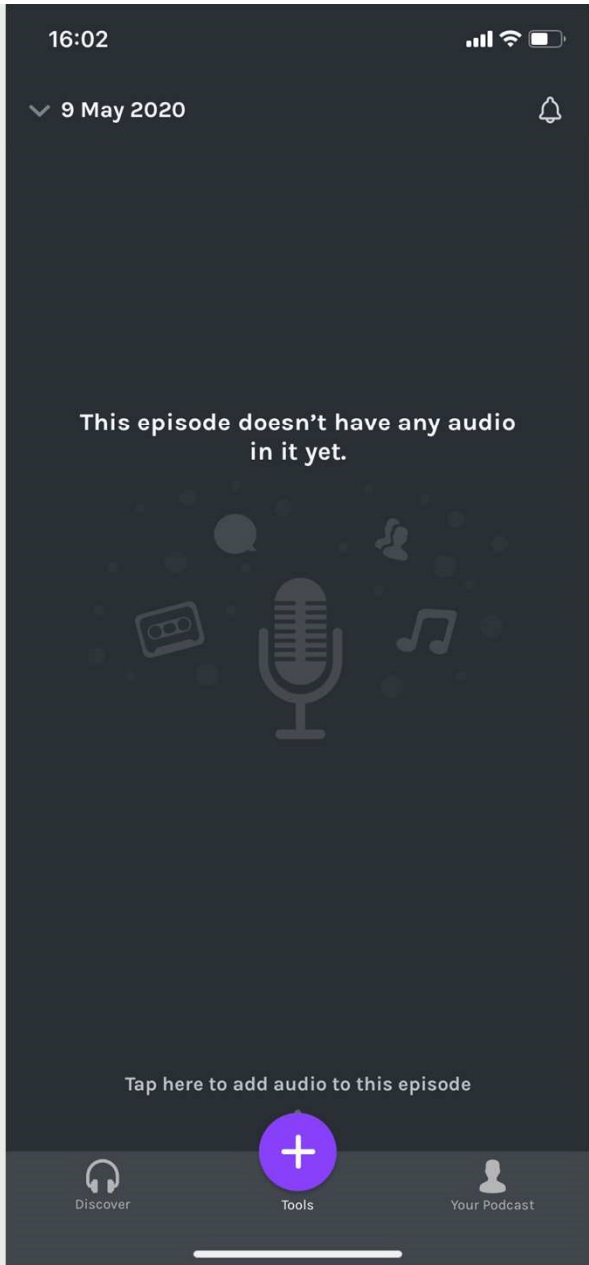 16:02
9 May 2020
This episode doesn’t have any audio
in it yet.
Tap here to add audio to this episode
Discover
Tools
Your Podcast